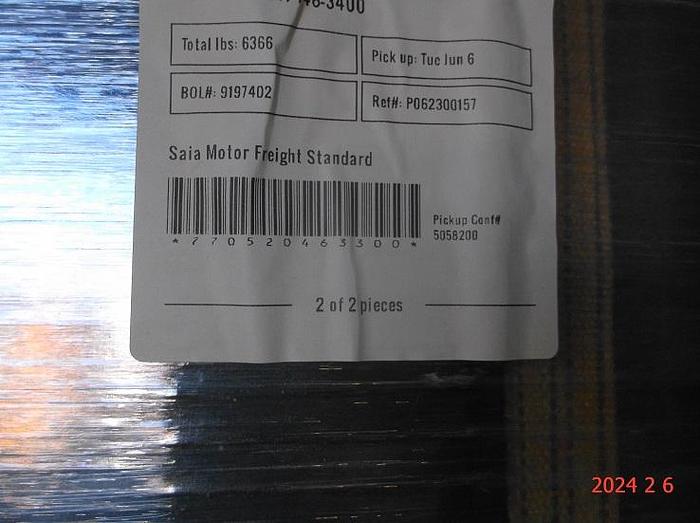 Total lbs: 6366
Pick up: Tue Jun 6
BOL#: 9197402
Ref#: P062300157
Saia Motor Freight Standard
*770520463300*
Pickup Conf#
5058200
2 of 2 pieces
2024 2 6